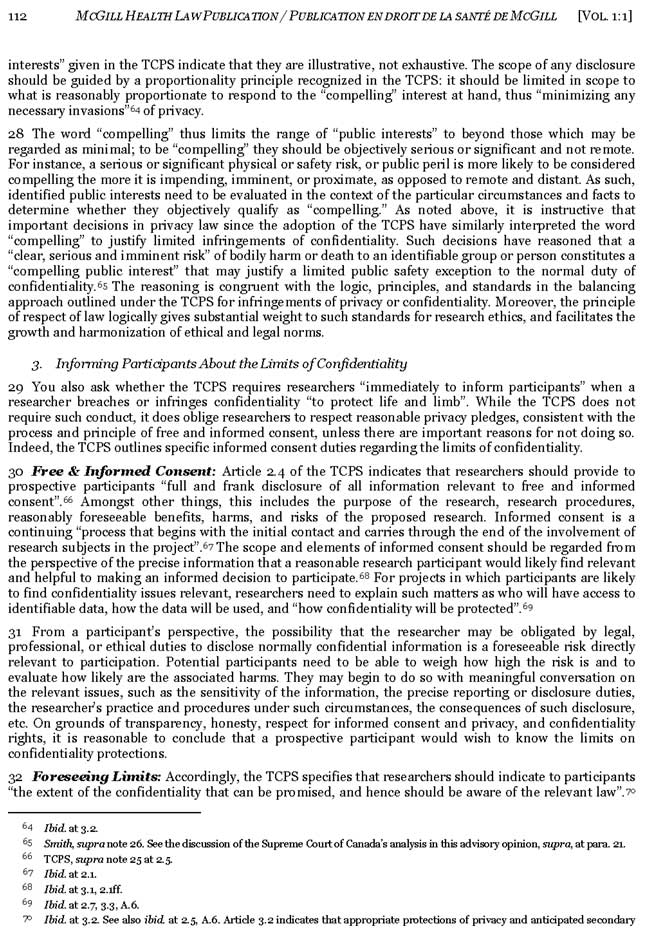 112 MCGILL HEALTH LAW PUBLICATION / PUBLICATION EN DROIT DE LA SANTÉ DE MCGILL [VOL. 1:1]
interests” given in the TCPS indicate that they are illustrative, not exhaustive. The scope of any disclosure
should be guided by a proportionality principle recognized in the TCPS: it should be limited in scope to
what is reasonably proportionate to respond to the “compelling” interest at hand, thus “minimizing any
necessary invasions”64 of privacy.
28 The word “compelling” thus limits the range of “public interests” to beyond those which may be
regarded as minimal; to be “compelling” they should be objectively serious or significant and not remote.
For instance, a serious or significant physical or safety risk, or public peril is more likely to be considered
compelling the more it is impending, imminent, or proximate, as opposed to remote and distant. As such,
identified public interests need to be evaluated in the context of the particular circumstances and facts to
determine whether they objectively qualify as “compelling.” As noted above, it is instructive that
important decisions in privacy law since the adoption of the TCPS have similarly interpreted the word
“compelling” to justify limited infringements of confidentiality. Such decisions have reasoned that a
“clear, serious and imminent risk” of bodily harm or death to an identifiable group or person constitutes a
“compelling public interest” that may justify a limited public safety exception to the normal duty of
confidentiality.65 The reasoning is congruent with the logic, principles, and standards in the balancing
approach outlined under the TCPS for infringements of privacy or confidentiality. Moreover, the principle
of respect of law logically gives substantial weight to such standards for research ethics, and facilitates the
growth and harmonization of ethical and legal norms.
3. Informing Participants About the Limits of Confidentiality
29 You also ask whether the TCPS requires researchers “immediately to inform participants” when a
researcher breaches or infringes confidentiality “to protect life and limb”. While the TCPS does not
require such conduct, it does oblige researchers to respect reasonable privacy pledges, consistent with the
process and principle of free and informed consent, unless there are important reasons for not doing so.
Indeed, the TCPS outlines specific informed consent duties regarding the limits of confidentiality.
30 Free & Informed Consent: Article 2.4 of the TCPS indicates that researchers should provide to
prospective participants “full and frank disclosure of all information relevant to free and informed
consent”.66 Amongst other things, this includes the purpose of the research, research procedures,
reasonably foreseeable benefits, harms, and risks of the proposed research. Informed consent is a
continuing “process that begins with the initial contact and carries through the end of the involvement of
research subjects in the project”.67 The scope and elements of informed consent should be regarded from
the perspective of the precise information that a reasonable research participant would likely find relevant
and helpful to making an informed decision to participate.68 For projects in which participants are likely
to find confidentiality issues relevant, researchers need to explain such matters as who will have access to
identifiable data, how the data will be used, and “how confidentiality will be protected”.69
31 From a participant’s perspective, the possibility that the researcher may be obligated by legal,
professional, or ethical duties to disclose normally confidential information is a foreseeable risk directly
relevant to participation. Potential participants need to be able to weigh how high the risk is and to
evaluate how likely are the associated harms. They may begin to do so with meaningful conversation on
the relevant issues, such as the sensitivity of the information, the precise reporting or disclosure duties,
the researcher’s practice and procedures under such circumstances, the consequences of such disclosure,
etc. On grounds of transparency, honesty, respect for informed consent and privacy, and confidentiality
rights, it is reasonable to conclude that a prospective participant would wish to know the limits on
confidentiality protections.
32 Foreseeing Limits: Accordingly, the TCPS specifies that researchers should indicate to participants
“the extent of the confidentiality that can be promised, and hence should be aware of the relevant law”.70
64 Ibid. at 3.2.
65 Smith, supra note 26. See the discussion of the Supreme Court of Canada’s analysis in this advisory opinion, supra, at para. 21.
66 TCPS, supra note 25 at 2.5.
67 Ibid. at 2.1.
68 Ibid. at 3.1, 2.1ff.
69 Ibid. at 2.7, 3.3, A.6.
70 Ibid. at 3.2. See also ibid. at 2.5, A.6. Article 3.2 indicates that appropriate protections of privacy and anticipated secondary